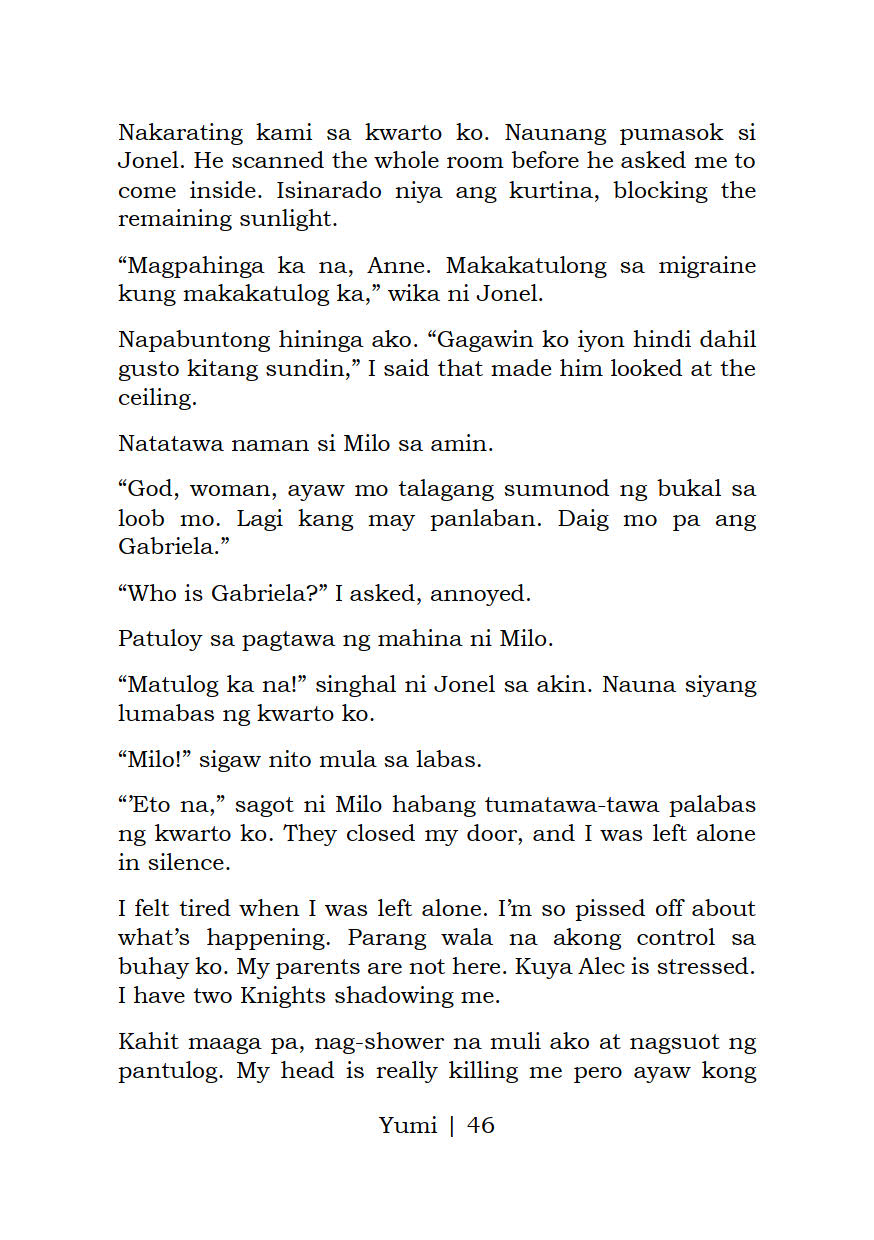 Nakarating kami sa kwarto ko. Naunang pumasok si
Jonel. He scanned the whole room before he asked me to
come inside. Isinarado niya ang kurtina, blocking the
remaining sunlight.
“Magpahinga ka na, Anne. Makakatulong sa migraine
kung makakatulog ka,” wika ni Jonel.
Napabuntong hininga ako. “Gagawin ko iyon hindi dahil
gusto kitang sundin,” I said that made him looked at the
ceiling.
Natatawa naman si Milo sa amin.
“God, woman, ayaw mo talagang sumunod ng bukal sa
loob mo. Lagi kang may panlaban. Daig mo pa ang
Gabriela.”
“Who is Gabriela?” I asked, annoyed.
Patuloy sa pagtawa ng mahina ni Milo.
“Matulog ka na!” singhal ni Jonel sa akin. Nauna siyang
lumabas ng kwarto ko.
“Milo!” sigaw nito mula sa labas.
“’Eto na,” sagot ni Milo habang tumatawa-tawa palabas
ng kwarto ko. They closed my door, and I was left alone
in silence.
I felt tired when I was left alone. I’m so pissed off about
what’s happening. Parang wala na akong control sa
buhay ko. My parents are not here. Kuya Alec is stressed.
I have two Knights shadowing me.
Kahit maaga pa, nag-shower na muli ako at nagsuot ng
pantulog. My head is really killing me pero ayaw kong
Yumi | 46